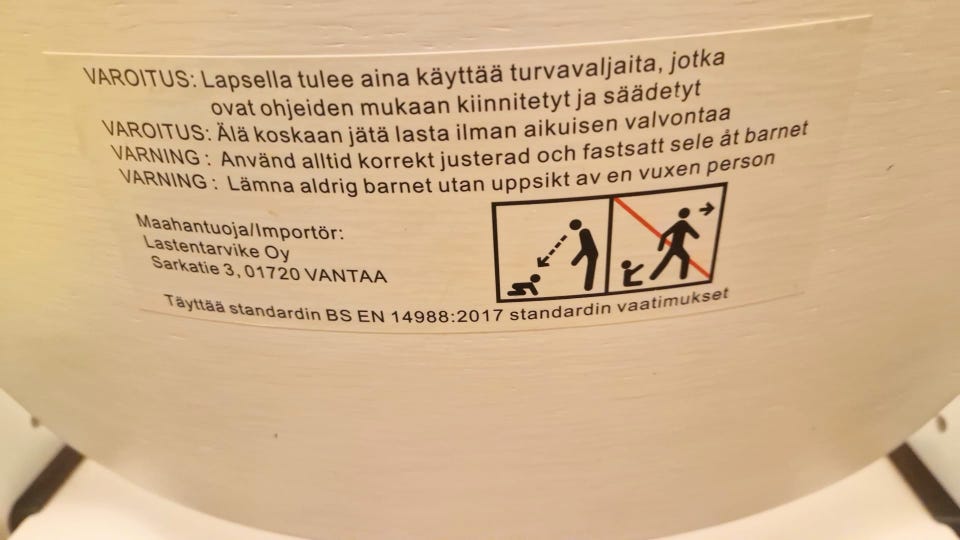 VAROITUS: Lapsella tulee aina käyttää turvavaljaita, jotka
ovat ohjeiden mukaan kiinnitetyt ja säädetyt
VAROITUS: Älä koskaan jätä lasta ilman aikuisen valvontaa
VARNING : Använd alltid korrekt justerad och fastsatt sele åt barnet
VARNING : Lämna aldrig barnet utan uppsikt av en vuxen person
Maahantuoja/Importör:
Lastentarvike Oy
Sarkatie 3, 01720 VANTAA
Täyttää standardin BS EN 14988:2017 standardin vaatimukset